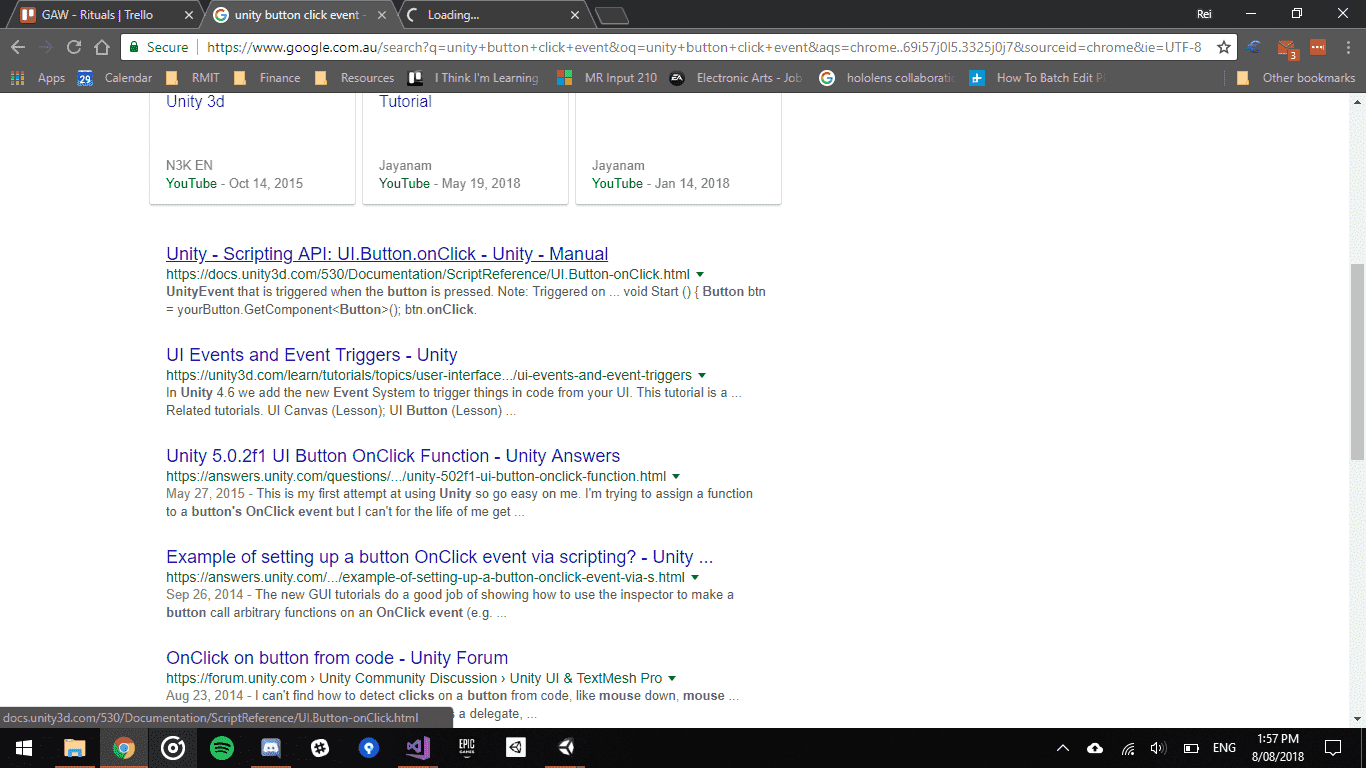 GAW - Rituals | Trello
unity button click event -
Loading...
Rei
Secure
https://www.google.com.au/search?q=unity+button+click+event&oq=unity+button+click+event&aqs=chrome..69i57j0l5.3325j0j7&sourceid=chrome&ie=UTF-8
3
Apps
29
Calendar
RMIT
Finance
Resources
I Think I'm Learning
MR Input 210
EA
Electronic Arts - Job
hololens collaborati
How To Batch Edit P
Other bookmarks
Unity 3d
Tutorial
N3K EN
Jayanam
Jayanam
YouTube - Oct 14, 2015
YouTube - May 19, 2018
YouTube - Jan 14, 2018
Unity - Scripting API: UI.Button.onClick - Unity - Manual
https://docs.unity3d.com/530/Documentation/ScriptReference/UI.Button-onClick.html
UnityEvent that is triggered when the button is pressed. Note: Triggered on ... void Start () { Button btn
= yourButton.GetComponent<Button>(); btn.onClick.
UI Events and Event Triggers - Unity
https://unity3d.com/learn/tutorials/topics/user-interface.../ui-events-and-event-triggers
In Unity 4.6 we add the new Event System to trigger things in code from your UI. This tutorial is a ...
Related tutorials. UI Canvas (Lesson); UI Button (Lesson) ...
Unity 5.0.2f1 UI Button OnClick Function - Unity Answers
https://answers.unity.com/questions/.../unity-502f1-ui-button-onclick-function.html
May 27, 2015 - This is my first attempt at using Unity so go easy on me. I'm trying to assign a function
to a button's OnClick event but I can't for the life of me get ...
Example of setting up a button OnClick event via scripting? - Unity ...
https://answers.unity.com/.../example-of-setting-up-a-button-onclick-event-via-s.html
Sep 26, 2014 - The new GUI tutorials do a good job of showing how to use the inspector to make a
button call arbitrary functions on an OnClick event (e.g. ...
OnClick on button from code - Unity Forum
https://forum.unity.com › Unity Community Discussion › Unity UI & TextMesh Pro
Aug 23, 2014 - I can't find how to detect clicks on a button from code, like mouse down, mouse ...
a delegate, ...
docs.unity3d.com/530/Documentation/ScriptReference/UI.Button-onClick.html
EPIC
GAMES
ENG
1:57 PM
8/08/2018